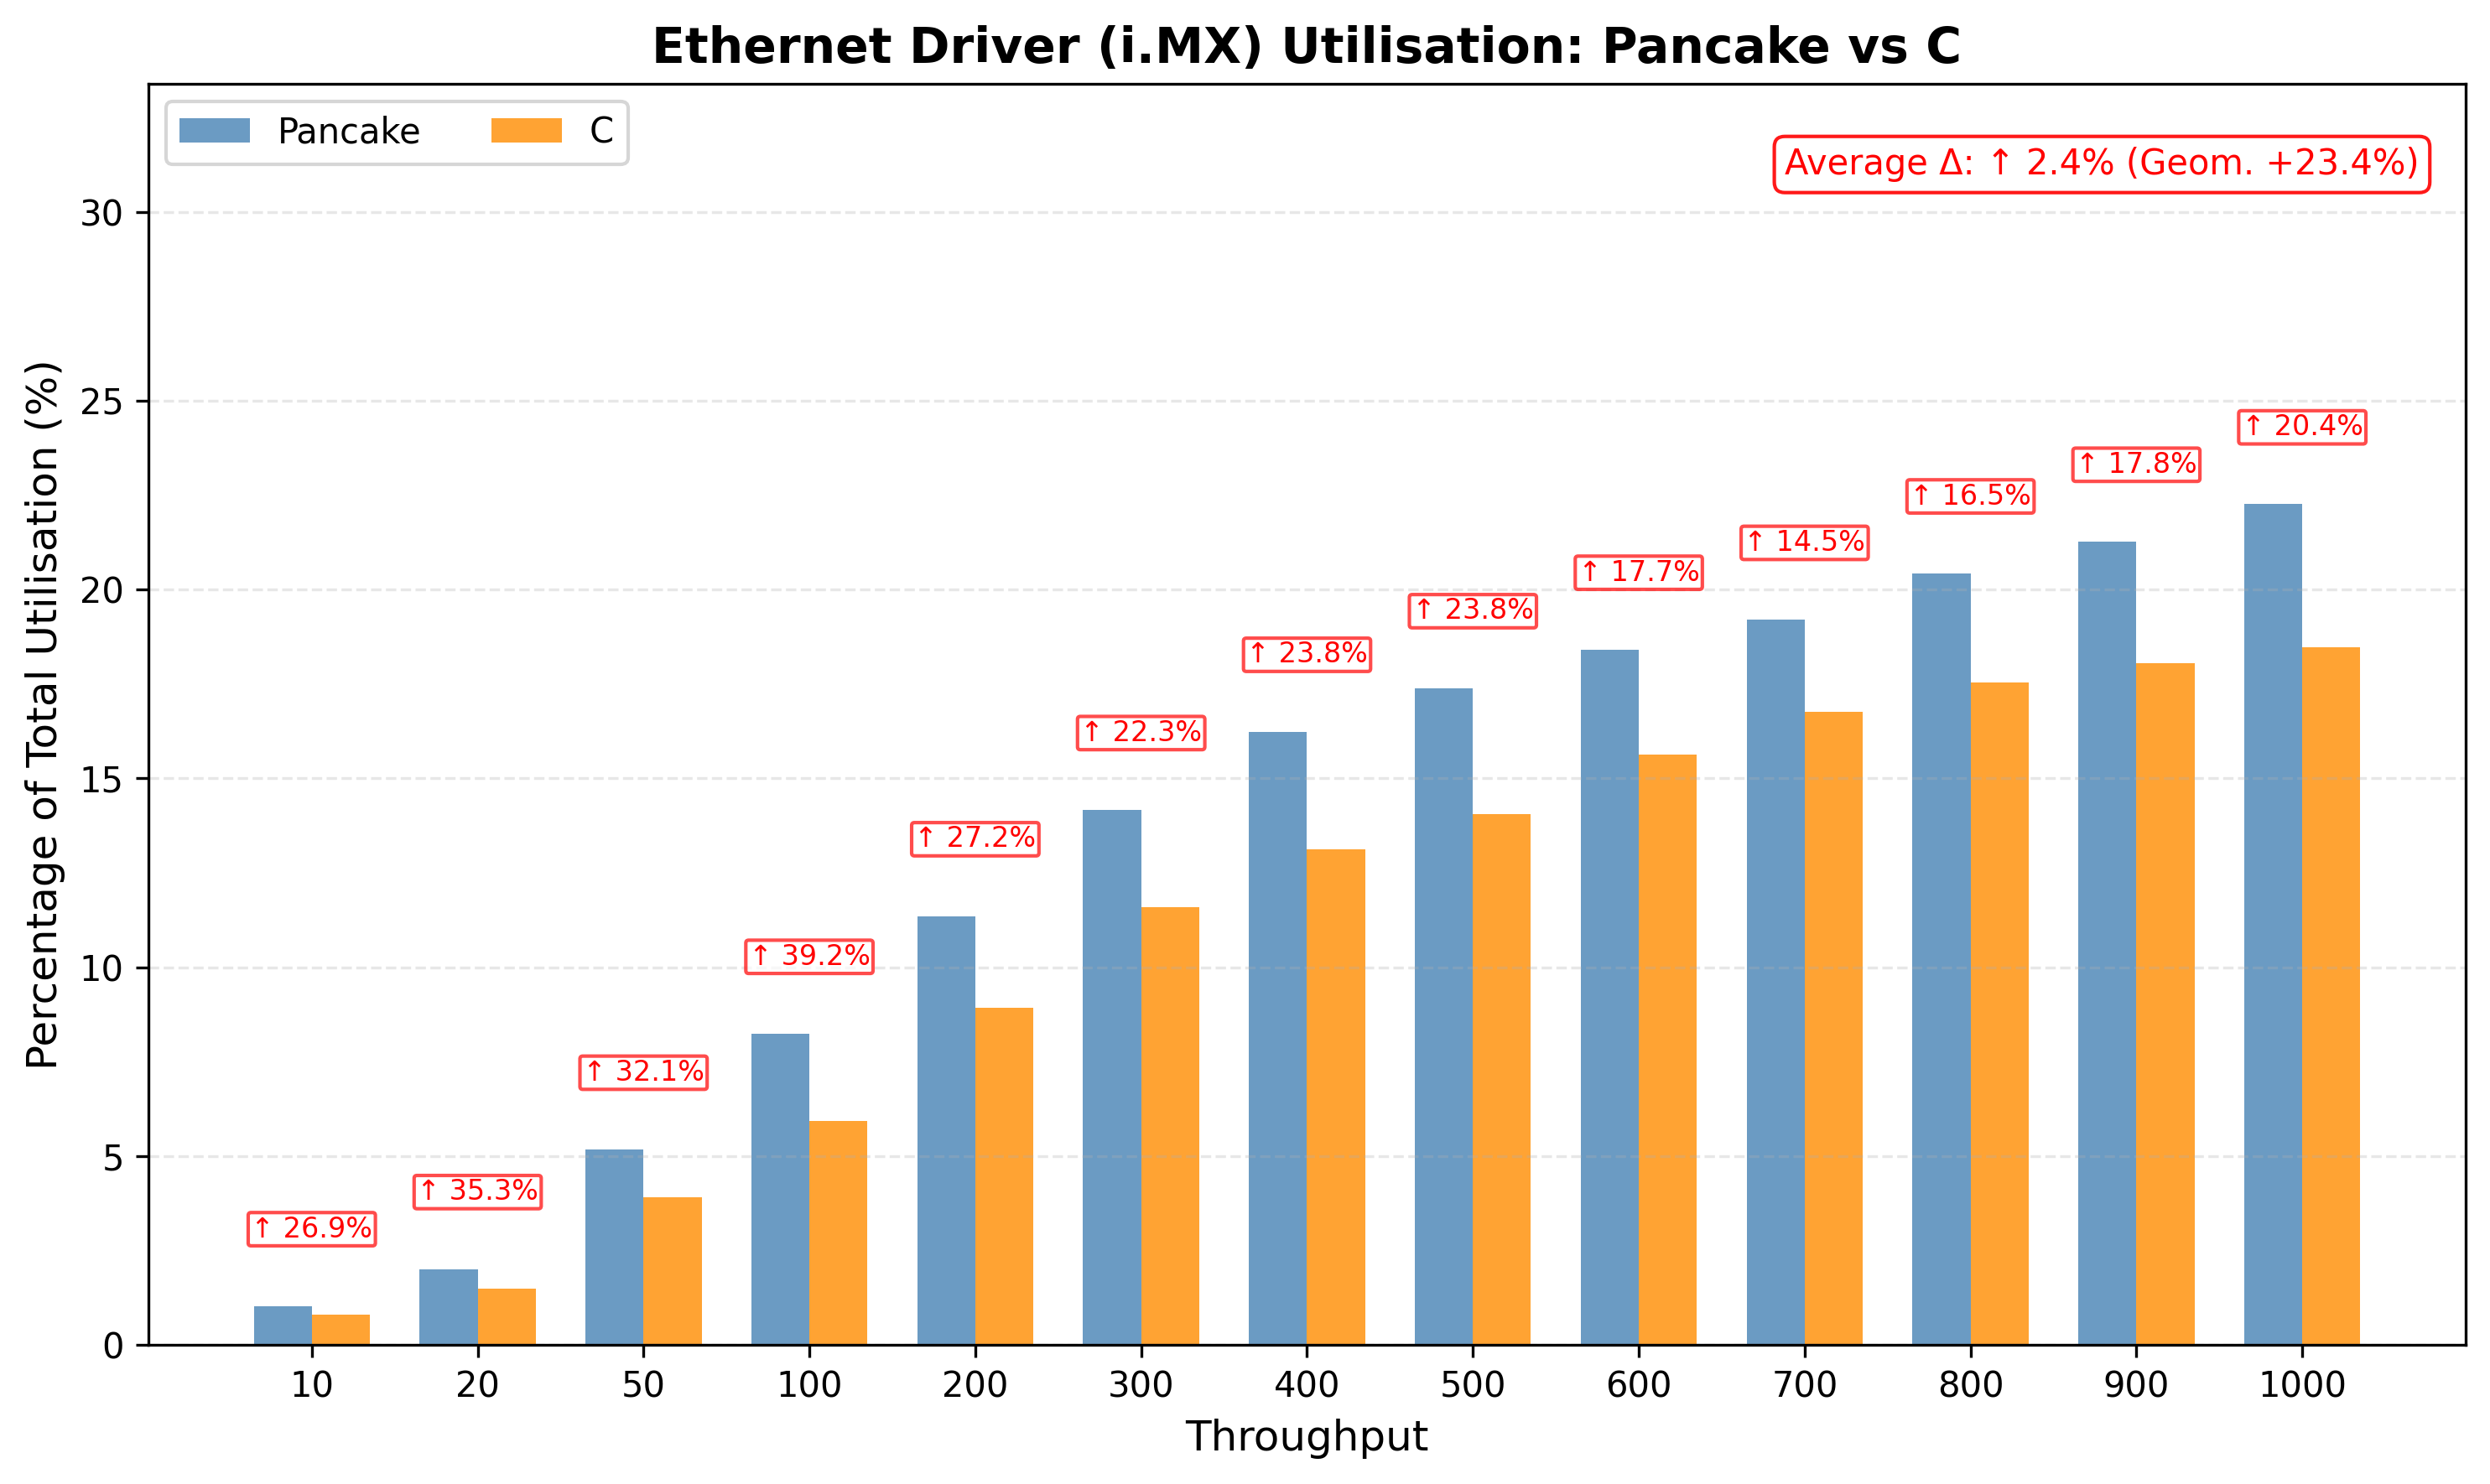 Ethernet Driver (i.MX) Utilisation: Pancake vs C
Pancake
C
Average Δ: ↑ 2.4% (Geom. +23.4%)
Percentage of Total Utilisation (%)
30
25
20
15
10
5
0
↑ 26.9%
↑ 35.3%
↑ 32.1%
↑ 39.2%
↑ 27.2%
↑ 22.3%
↑ 23.8%
↑ 23.8%
↑ 17.7%
↑ 14.5%
↑ 16.5%
↑ 17.8%
↑ 20.4%
10 20 50 100 200 300 400 500 600 700 800 900 1000
Throughput